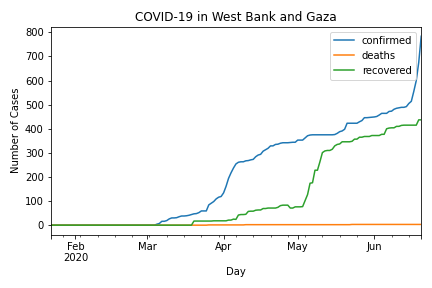 COVID-19 in West Bank and Gaza
800
700
600
500
400
300
200
100
0
Number of Cases
confirmed
deaths
recovered
Feb
2020
Mar
Apr
May
Jun
Day